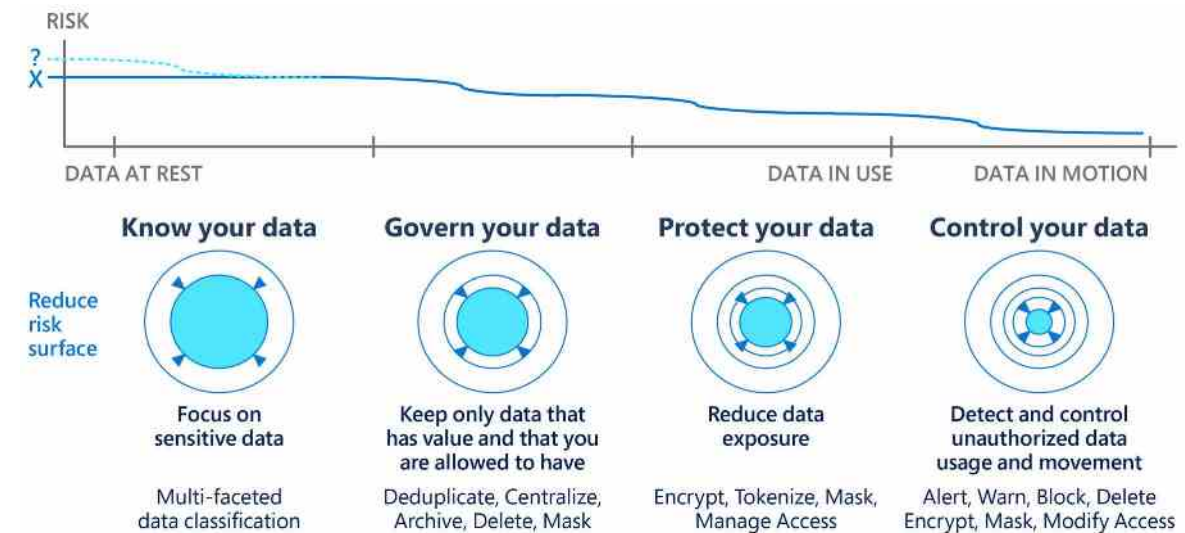 RISK
?
X
DATA AT REST
DATA IN USE
DATA IN MOTION
Know your data
Govern your data
Protect your data
Control your data
Reduce
risk
surface
Focus on
sensitive data
Multi-faceted
data classification
Keep only data that
has value and that you
are allowed to have
Deduplicate, Centralize,
Archive, Delete, Mask
Reduce data
exposure
Encrypt, Tokenize, Mask,
Manage Access
Detect and control
unauthorized data
usage and movement
Alert, Warn, Block, Delete
Encrypt, Mask, Modify Access